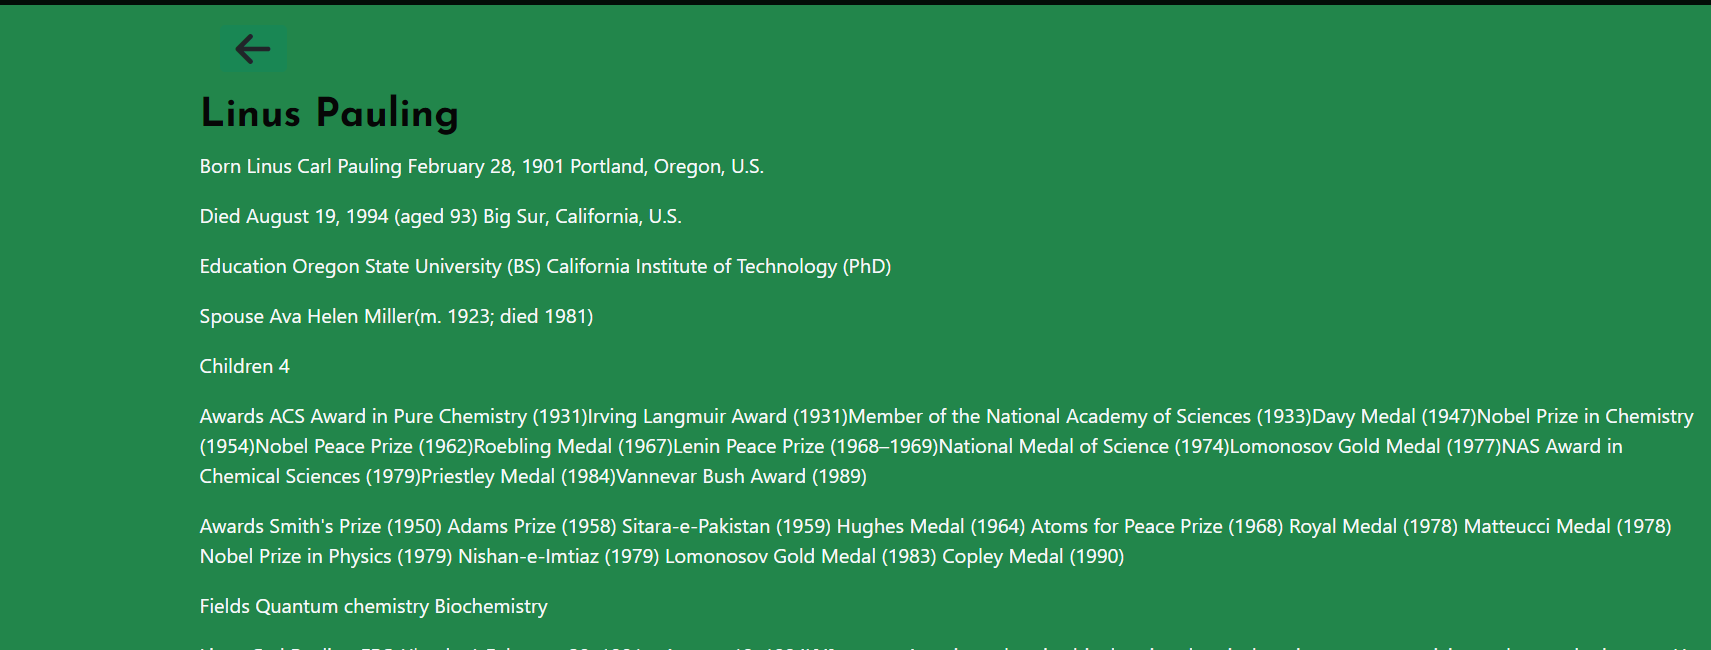 Linus Pauling
Born Linus Carl Pauling February 28, 1901 Portland, Oregon, U.S.
Died August 19, 1994 (aged 93) Big Sur, California, U.S.
Education Oregon State University (BS) California Institute of Technology (PhD)
Spouse Ava Helen Miller(m. 1923; died 1981)
Children 4
Awards ACS Award in Pure Chemistry (1931)Irving Langmuir Award (1931)Member of the National Academy of Sciences (1933)Davy Medal (1947)Nobel Prize in Chemistry
(1954)Nobel Peace Prize (1962)Roebling Medal (1967)Lenin Peace Prize (1968–1969)National Medal of Science (1974)Lomonosov Gold Medal (1977)NAS Award in
Chemical Sciences (1979)Priestley Medal (1984)Vannevar Bush Award (1989)
Awards Smith's Prize (1950) Adams Prize (1958) Sitara-e-Pakistan (1959) Hughes Medal (1964) Atoms for Peace Prize (1968) Royal Medal (1978) Matteucci Medal (1978)
Nobel Prize in Physics (1979) Nishan-e-Imtiaz (1979) Lomonosov Gold Medal (1983) Copley Medal (1990)
Fields Quantum chemistry Biochemistry